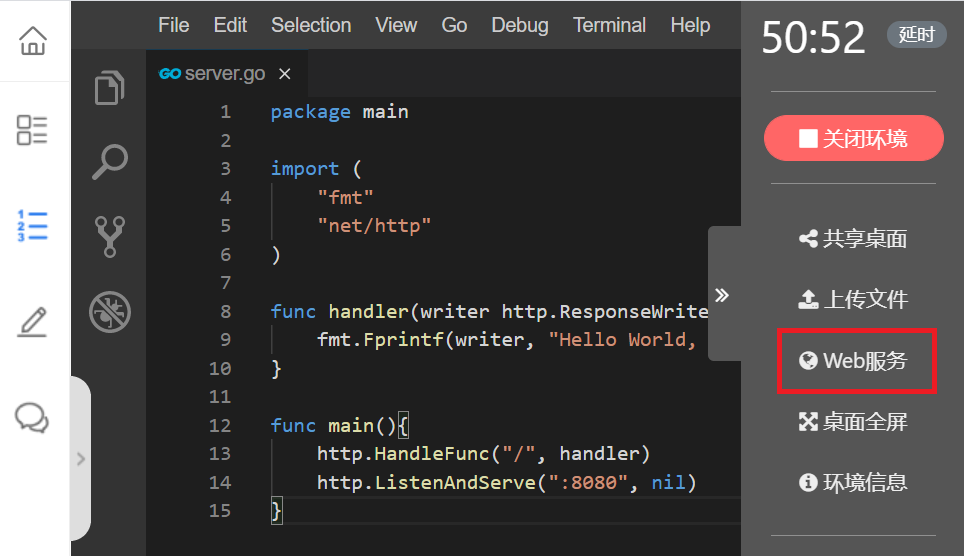 File Edit Selection View Go Debug Terminal Help
GO server.go ×
1 package main
2
3 import (
4 "fmt"
5 "net/http"
6 )
7
8 func handler(writer http.ResponseWrite
9 fmt.Fprintf(writer, "Hello World,
10 }
11
12 func main(){
13 http.HandleFunc("/", handler)
14 http.ListenAndServe(":8080", nil)
15 }
1
2
3
50:52 延时
关闭环境
共享桌面
上传文件
Web服务
桌面全屏
环境信息